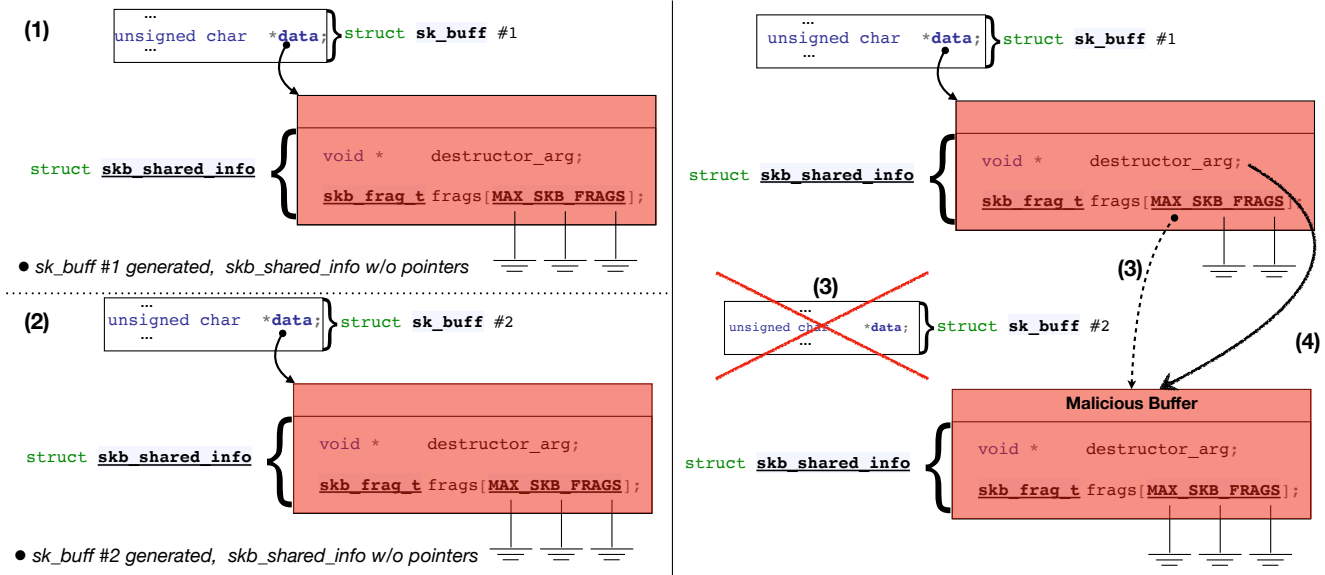 (1)
...
unsigned char *data;
...
struct sk_buff #1
struct skb_shared_info
void * destructor_arg;
skb_frag_t frags[MAX_SKB_FRAGS];
● sk_buff #1 generated, skb_shared_info w/o pointers
(2)
...
unsigned char *data;
...
struct sk_buff #2
struct skb_shared_info
void * destructor_arg;
skb_frag_t frags[MAX_SKB_FRAGS];
● sk_buff #2 generated, skb_shared_info w/o pointers
...
unsigned char *data;
...
struct sk_buff #1
struct skb_shared_info
void * destructor_arg;
skb_frag_t frags[MAX_SKB_FRAGS];
(3)
(3)
...
unsigned char *data;
...
struct sk_buff #2
(4)
Malicious Buffer
struct skb_shared_info
void * destructor_arg;
skb_frag_t frags[MAX_SKB_FRAGS];